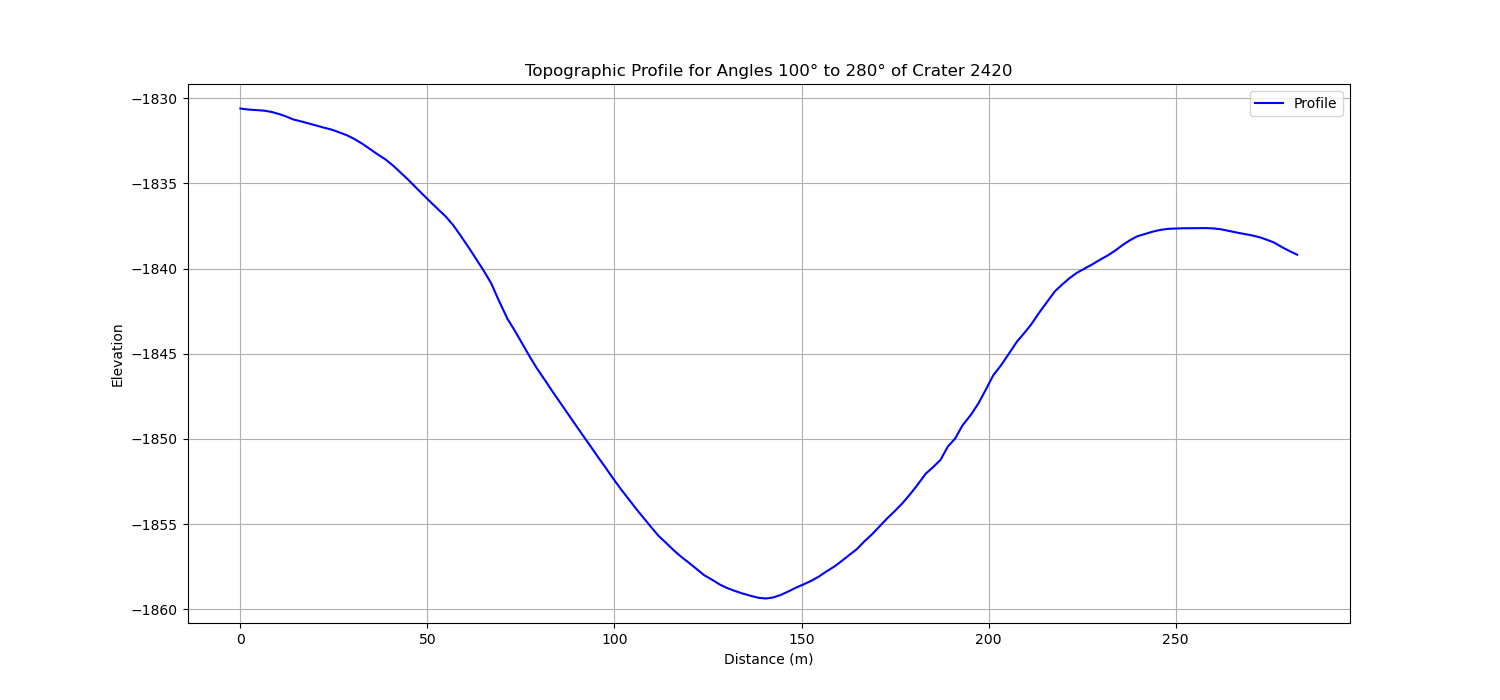 Topographic Profile for Angles 100° to 280° of Crater 2420
Profile
−1830
−1835
−1840
−1845
−1850
−1855
−1860
Elevation
0 50 100 150 200 250
Distance (m)